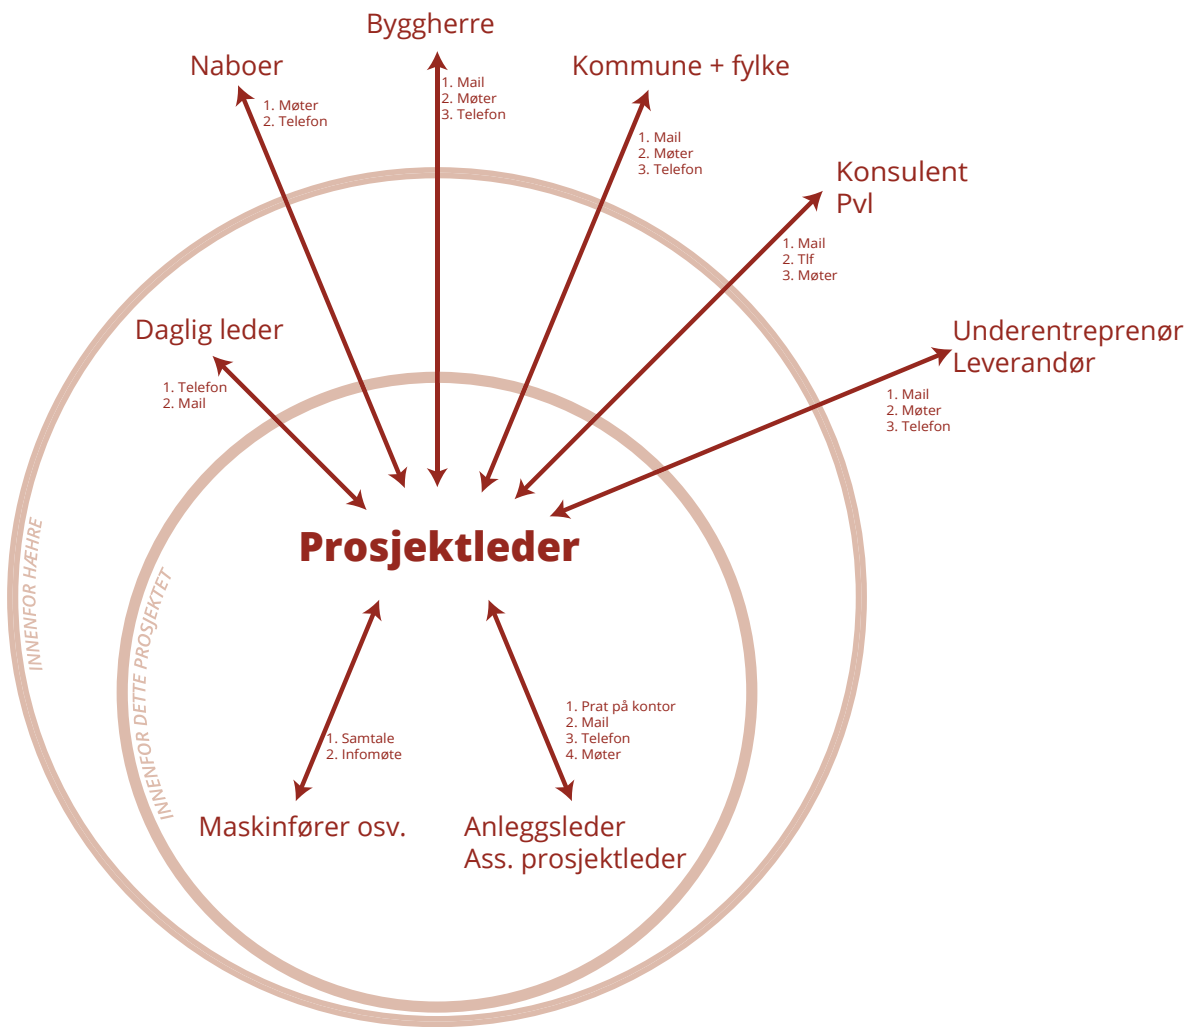 Byggherre
Naboer
Kommune + fylke
1. Mail
2. Møter
3. Telefon
1. Møter
2. Telefon
1. Mail
2. Møter
3. Telefon
Konsulent
Pvl
1. Mail
2. Tlf
3. Møter
Daglig leder
1. Telefon
2. Mail
Underentreprenør
Leverandør
1. Mail
2. Møter
3. Telefon
Prosjektleder
INNENFOR HÆHRE
INNENFOR DETTE PROSJEKTET
1. Samtale
2. Infomøte
1. Prat på kontor
2. Mail
3. Telefon
4. Møter
Maskinfører osv.
Anleggsleder
Ass. prosjektleder